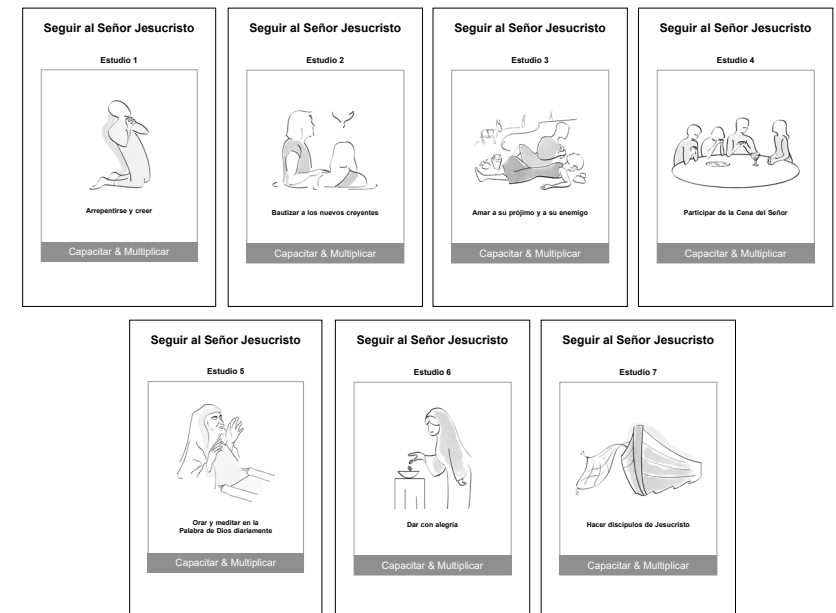 Seguir al Señor Jesucristo
Estudio 1
Arrepentirse y creer
Capacitar & Multiplicar
Seguir al Señor Jesucristo
Estudio 2
Bautizar a los nuevos creyentes
Capacitar & Multiplicar
Seguir al Señor Jesucristo
Estudio 3
Amar a su prójimo y a su enemigo
Capacitar & Multiplicar
Seguir al Señor Jesucristo
Estudio 4
Participar de la Cena del Señor
Capacitar & Multiplicar
Seguir al Señor Jesucristo
Estudio 5
Orar y meditar en la
Palabra de Dios diariamente
Capacitar & Multiplicar
Seguir al Señor Jesucristo
Estudio 6
Dar con alegría
Capacitar & Multiplicar
Seguir al Señor Jesucristo
Estudio 7
Hacer discípulos de Jesucristo
Capacitar & Multiplicar